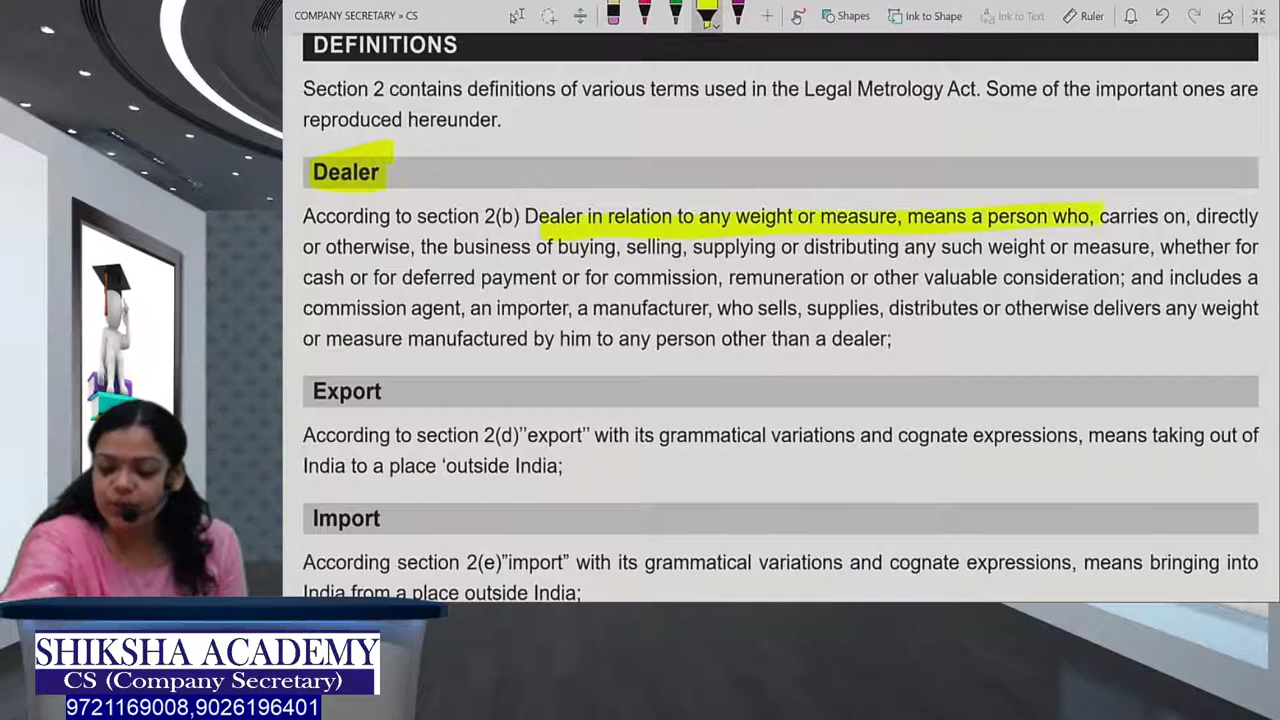 COMPANY SECRETARY » CS
Shapes
Ink to Shape
Ink to Text
Ruler
DEFINITIONS
Section 2 contains definitions of various terms used in the Legal Metrology Act. Some of the important ones are
reproduced hereunder.
Dealer
According to section 2(b) Dealer in relation to any weight or measure, means a person who, carries on, directly
or otherwise, the business of buying, selling, supplying or distributing any such weight or measure, whether for
cash or for deferred payment or for commission, remuneration or other valuable consideration; and includes a
commission agent, an importer, a manufacturer, who sells, supplies, distributes or otherwise delivers any weight
or measure manufactured by him to any person other than a dealer;
Export
According to section 2(d)’’export’’ with its grammatical variations and cognate expressions, means taking out of
India to a place ‘outside India;
Import
According section 2(e)”import” with its grammatical variations and cognate expressions, means bringing into
India from a place outside India;
SHIKSHA ACADEMY
CS (Company Secretary)
9721169008,9026196401